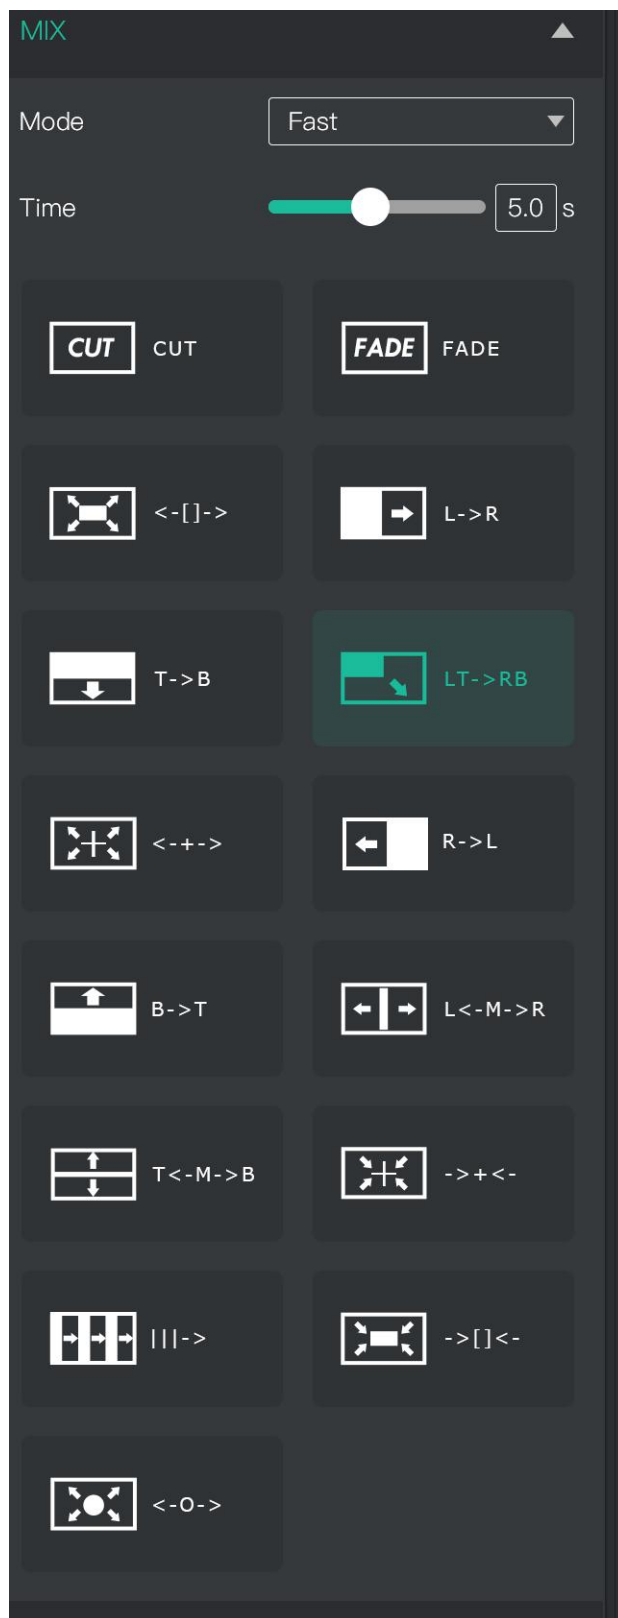 MIX
Mode Fast
Time 5.0 s
CUT CUT
FADE FADE
<-[]->
L->R
T->B
LT->RB
<-+->
R->L
B->T
L<-M->R
T<-M->B
->+<-
|||->
->[]<-
<-O->